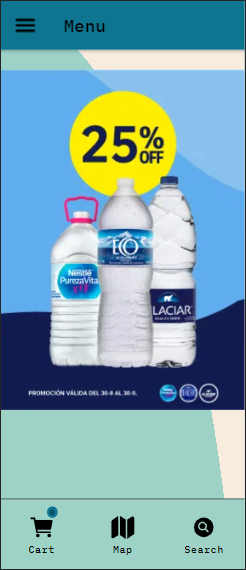 Menu
25%
OFF
Nestlé
PurezaVital
ECO
GLACIAR
PROMOCIÓN VÁLIDA DEL 30-8 AL 30-9.
0
Cart Map Search